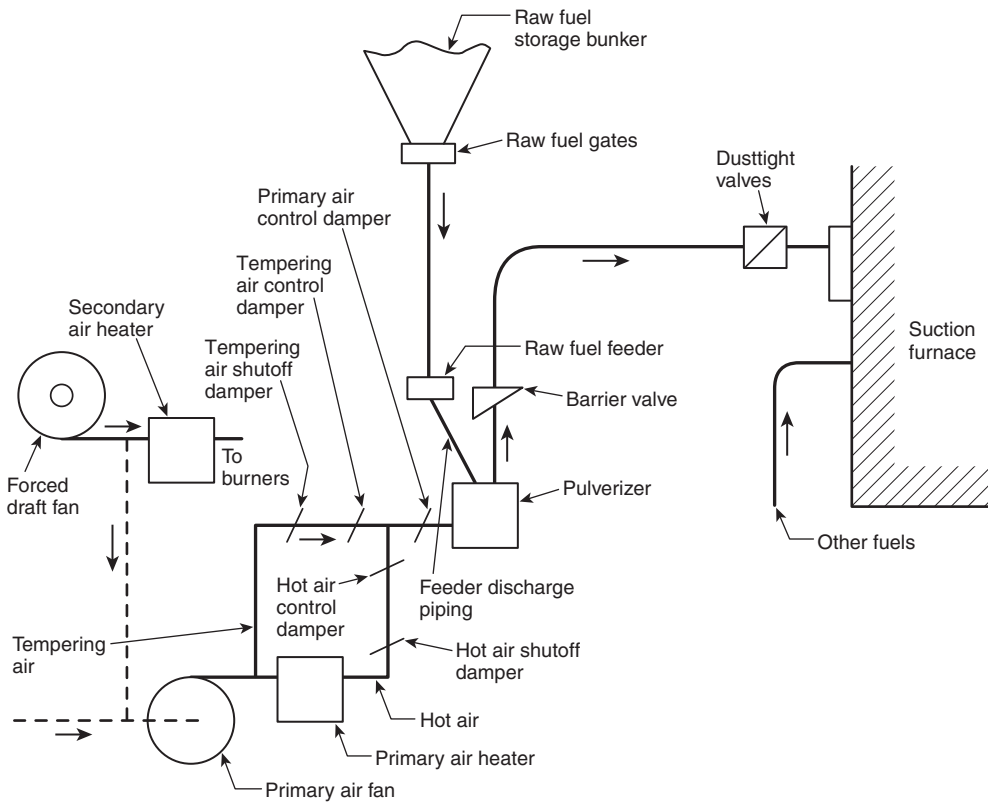 Raw fuel
storage bunker
Raw fuel gates
Dusttight
valves
Primary air
control damper
Tempering
air control
damper
Secondary
air heater
Tempering
air shutoff
damper
Raw fuel feeder
Suction
furnace
Barrier valve
To
burners
Forced
draft fan
Pulverizer
Other fuels
Hot air
control
damper
Feeder discharge
piping
Tempering
air
Hot air shutoff
damper
Hot air
Primary air heater
Primary air fan